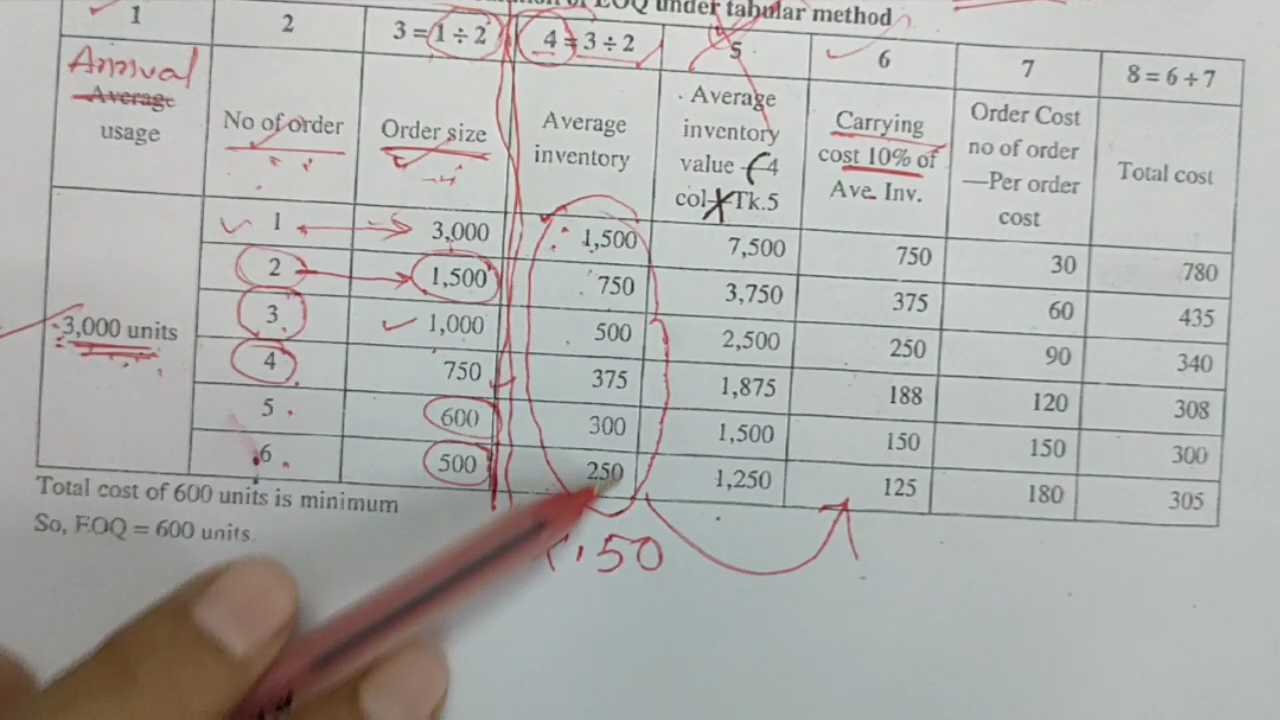 of EOQ under tabular method
1 2 3 = 1 ÷ 2 4 = 3 ÷ 2 5 6 7 8 = 6 + 7
Annual
Average
usage
No of order
Order size
Average
inventory
Average
inventory
value (4
col X Tk.5
Carrying
cost 10% of
Ave. Inv.
Order Cost
no of order
—Per order
cost
Total cost
3,000 units
1 3,000 1,500 7,500 750 30 780
2 1,500 750 3,750 375 60 435
3 1,000 500 2,500 250 90 340
4 750 375 1,875 188 120 308
5 600 300 1,500 150 150 300
6 500 250 1,250 125 180 305
Total cost of 600 units is minimum
So, EOQ = 600 units.
.50